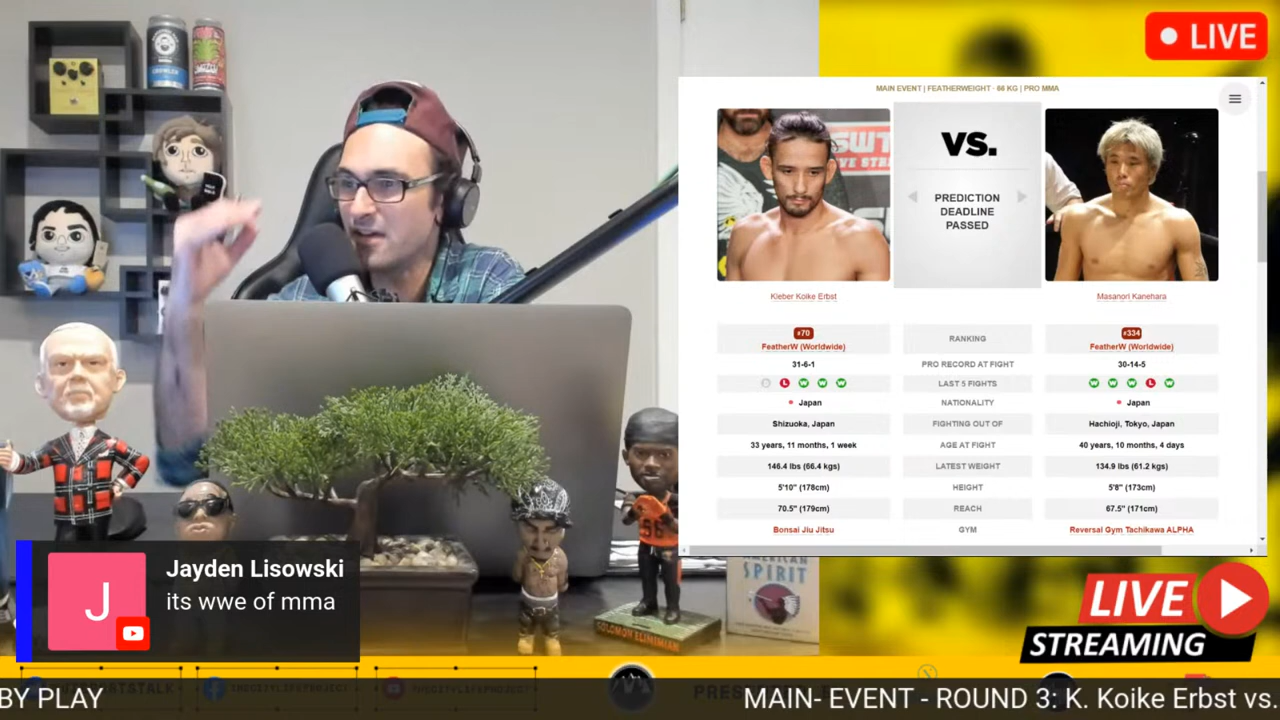 LIVE
MAIN EVENT | FEATHERWEIGHT · 66 KG | PRO MMA
VS.
PREDICTION
DEADLINE
PASSED
Kleber Koike Erbst
Masanori Kanehara
#70
FeatherW (Worldwide)
RANKING
#334
FeatherW (Worldwide)
31-6-1
PRO RECORD AT FIGHT
30-14-5
L W W W
LAST 5 FIGHTS
W W W L W
Japan
NATIONALITY
Japan
Shizuoka, Japan
FIGHTING OUT OF
Hachioji, Tokyo, Japan
33 years, 11 months, 1 week
AGE AT FIGHT
40 years, 10 months, 4 days
146.4 lbs (66.4 kgs)
LATEST WEIGHT
134.9 lbs (61.2 kgs)
5'10" (178cm)
HEIGHT
5'8" (173cm)
70.5" (179cm)
REACH
67.5" (171cm)
Bonsai Jiu Jitsu
GYM
Reversal Gym Tachikawa ALPHA
SPIRIT
SOLOMON ELIMIMIAN
J
Jayden Lisowski
its wwe of mma
LIVE
STREAMING
BY PLAY
MAIN- EVENT - ROUND 3: K. Koike Erbst vs.